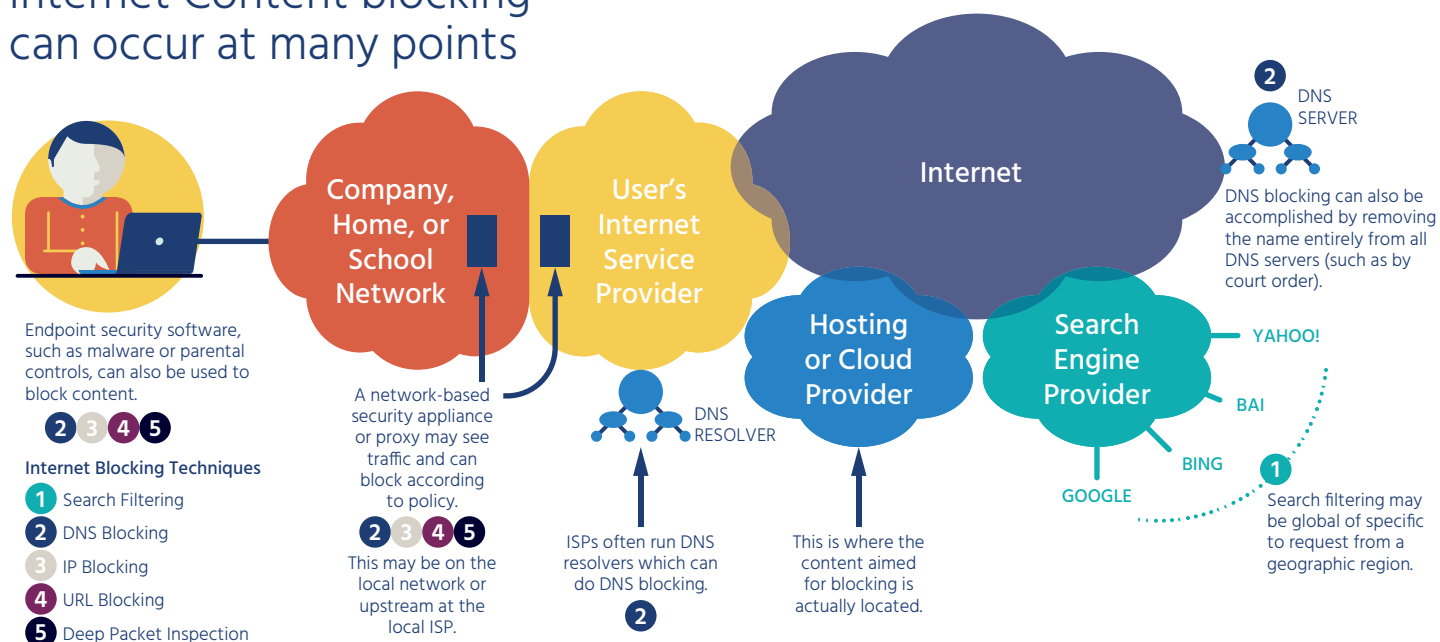 Internet Content blocking
can occur at many points
Company,
Home, or
School
Network
User's
Internet
Service
Provider
Internet
2
DNS
SERVER
DNS blocking can also be
accomplished by removing
the name entirely from all
DNS servers (such as by
court order).
Hosting
or Cloud
Provider
Search
Engine
Provider
YAHOO!
BAI
BING
GOOGLE
1
Search filtering may
be global of specific
to request from a
geographic region.
Endpoint security software,
such as malware or parental
controls, can also be used to
block content.
2 3 4 5
Internet Blocking Techniques
1 Search Filtering
2 DNS Blocking
3 IP Blocking
4 URL Blocking
5 Deep Packet Inspection
A network-based
security appliance
or proxy may see
traffic and can
block according
to policy.
2 3 4 5
This may be on the
local network or
upstream at the
local ISP.
DNS
RESOLVER
ISPs often run DNS
resolvers which can
do DNS blocking.
2
This is where the
content aimed
for blocking is
actually located.